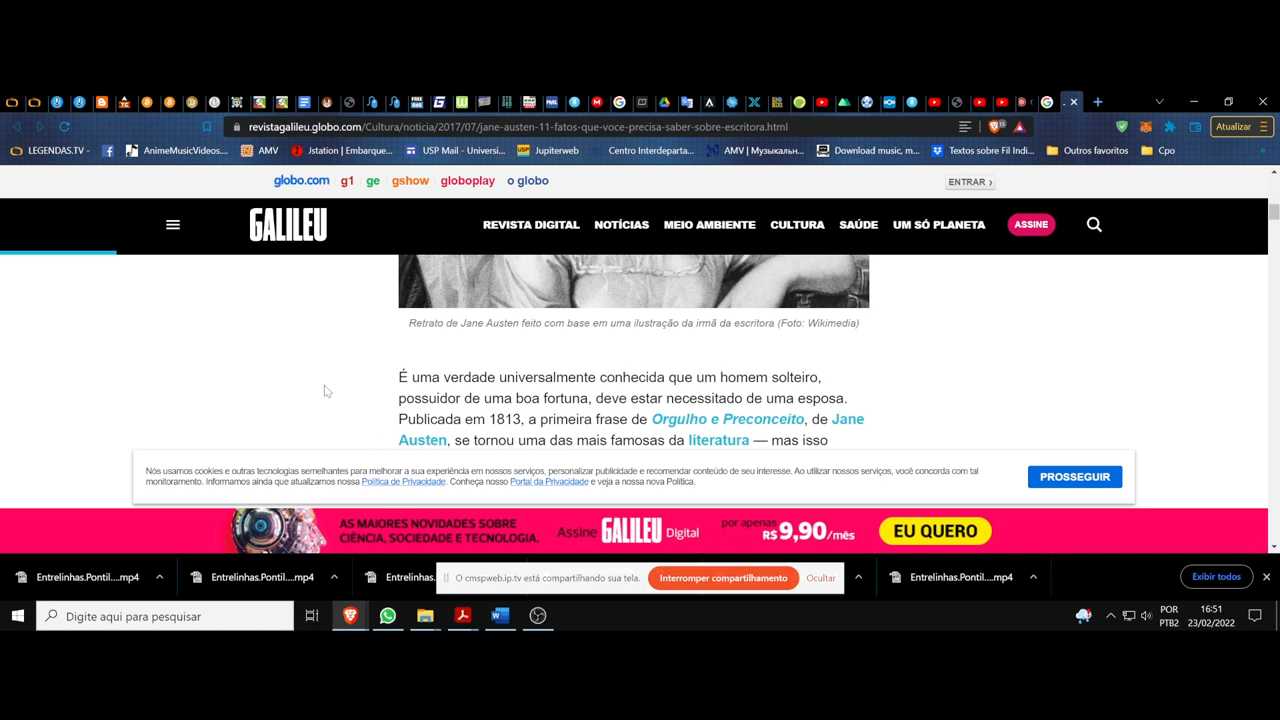 revistagalileu.globo.com/Cultura/noticia/2017/07/jane-austen-11-fatos-que-voce-precisa-saber-sobre-escritora.html
Atualizar
LEGENDAS.TV -
AnimeMusicVideos....
AMV
Jstation | Embarque...
USP Mail - Universi...
Jupiterweb
Centro Interdeparta...
AMV | Музыкальн...
Download music, m...
Textos sobre Fil Indi...
Outros favoritos
Cpo
globo.com g1 ge gshow globoplay o globo
ENTRAR ›
GALILEU
REVISTA DIGITAL NOTÍCIAS MEIO AMBIENTE CULTURA SAÚDE UM SÓ PLANETA
ASSINE
Retrato de Jane Austen feito com base em uma ilustração da irmã da escritora (Foto: Wikimedia)
É uma verdade universalmente conhecida que um homem solteiro,
possuidor de uma boa fortuna, deve estar necessitado de uma esposa.
Publicada em 1813, a primeira frase de Orgulho e Preconceito, de Jane
Austen, se tornou uma das mais famosas da literatura — mas isso
Nós usamos cookies e outras tecnologias semelhantes para melhorar a sua experiência em nossos serviços, personalizar publicidade e recomendar conteúdo de seu interesse. Ao utilizar nossos serviços, você concorda com tal
monitoramento. Informamos ainda que atualizamos nossa Política de Privacidade. Conheça nosso Portal da Privacidade e veja a nossa nova Política.
PROSSEGUIR
AS MAIORES NOVIDADES SOBRE
CIÊNCIA, SOCIEDADE E TECNOLOGIA.
Assine GALILEU Digital
por apenas
R$9,90/mês
EU QUERO
Entrelinhas.Pontil....mp4
Entrelinhas.Pontil....mp4
Entrelinhas.
O cmspweb.ip.tv está compartilhando sua tela.
Interromper compartilhamento
Ocultar
Entrelinhas.Pontil....mp4
Exibir todos
Digite aqui para pesquisar
POR
PTB2
16:51
23/02/2022